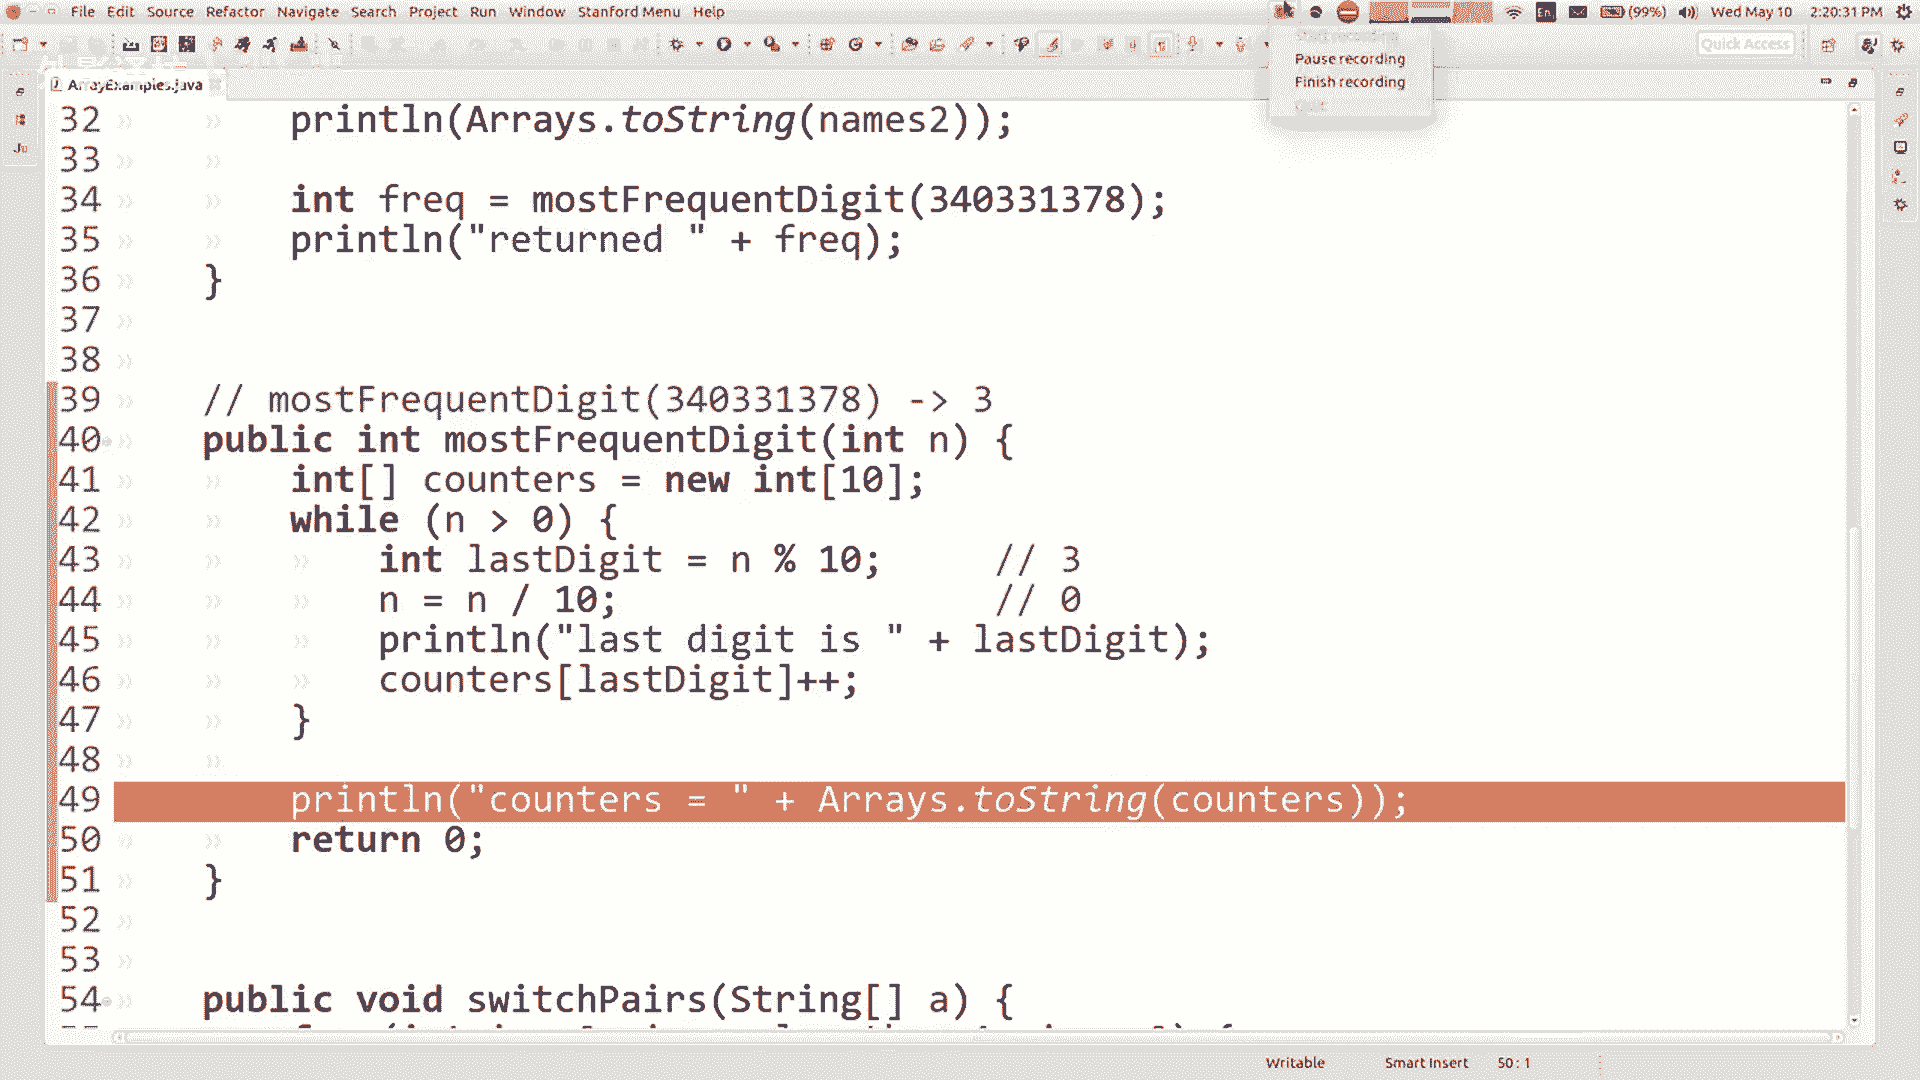 File Edit Source Refactor Navigate Search Project Run Window Stanford Menu Help
En (99%) Wed May 10 2:20:31 PM
Start recording
Pause recording
Finish recording
Quit
Quick Access
ArrayExamples.java
32 println(Arrays.toString(names2));
33
34 int freq = mostFrequentDigit(340331378);
35 println("returned " + freq);
36 }
37
38
39 // mostFrequentDigit(340331378) -> 3
40 public int mostFrequentDigit(int n) {
41 int[] counters = new int[10];
42 while (n > 0) {
43 int lastDigit = n % 10; // 3
44 n = n / 10; // 0
45 println("last digit is " + lastDigit);
46 counters[lastDigit]++;
47 }
48
49 println("counters = " + Arrays.toString(counters));
50 return 0;
51 }
52
53
54 public void switchPairs(String[] a) {
Writable Smart Insert 50 : 1